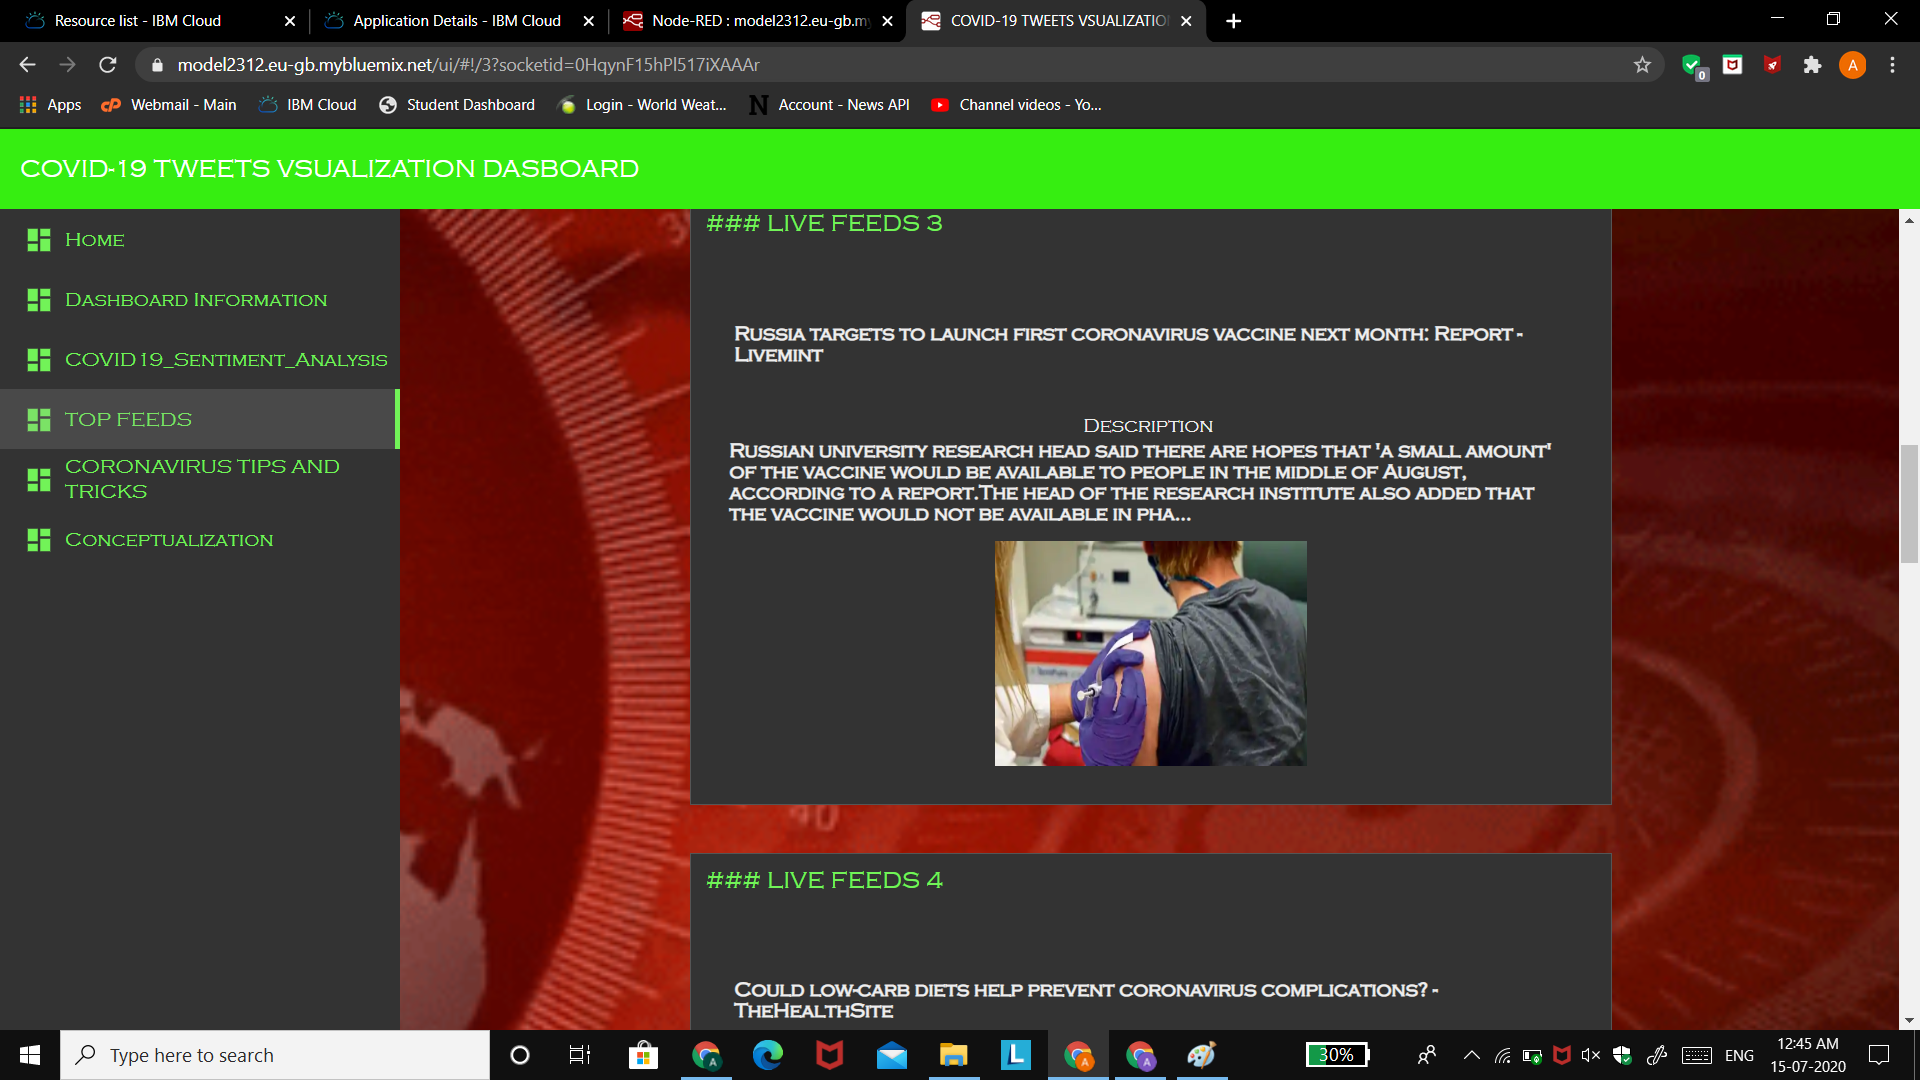 Resource list - IBM Cloud
Application Details - IBM Cloud
Node-RED : model2312.eu-gb.m
COVID-19 TWEETS VSUALIZATIO
model2312.eu-gb.mybluemix.net/ui/#!/3?socketid=0HqynF15hPl517iXAAAr
0
A
Apps
Webmail - Main
IBM Cloud
Student Dashboard
Login - World Weat...
Account - News API
Channel videos - Yo...
COVID-19 TWEETS VSUALIZATION DASBOARD
Home
Dashboard Information
COVID19_Sentiment_Analysis
TOP FEEDS
CORONAVIRUS TIPS AND
TRICKS
Conceptualization
### LIVE FEEDS 3
Russia targets to launch first coronavirus vaccine next month: Report -
Livemint
Description
Russian university research head said there are hopes that 'a small amount'
of the vaccine would be available to people in the middle of August,
according to a report.The head of the research institute also added that
the vaccine would not be available in pha...
90
### LIVE FEEDS 4
Could low-carb diets help prevent coronavirus complications? -
TheHealthSite
Type here to search
30%
ENG
12:45 AM
15-07-2020